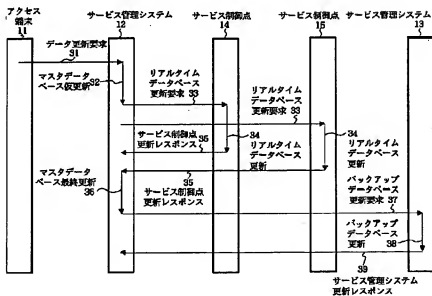 アクセス
端末
11
サービス管理システム
12
サービス制御点
14
サービス制御点
15
サービス管理システム
13
データ更新要求
31
マスタデータ
ベース仮更新
32
リアルタイム
データベース
更新要求 33
リアルタイム
データベース
更新要求 33
サービス制御点
更新レスポンス
35
34
リアルタイム
データベース
更新
34
リアルタイム
データベース
更新
マスタデータ
ベース最終更新
36
35
サービス制御点
更新レスポンス
バックアップ
データベース
更新要求 37
バックアップ
データベース
更新 38
39
サービス管理システム
更新レスポンス